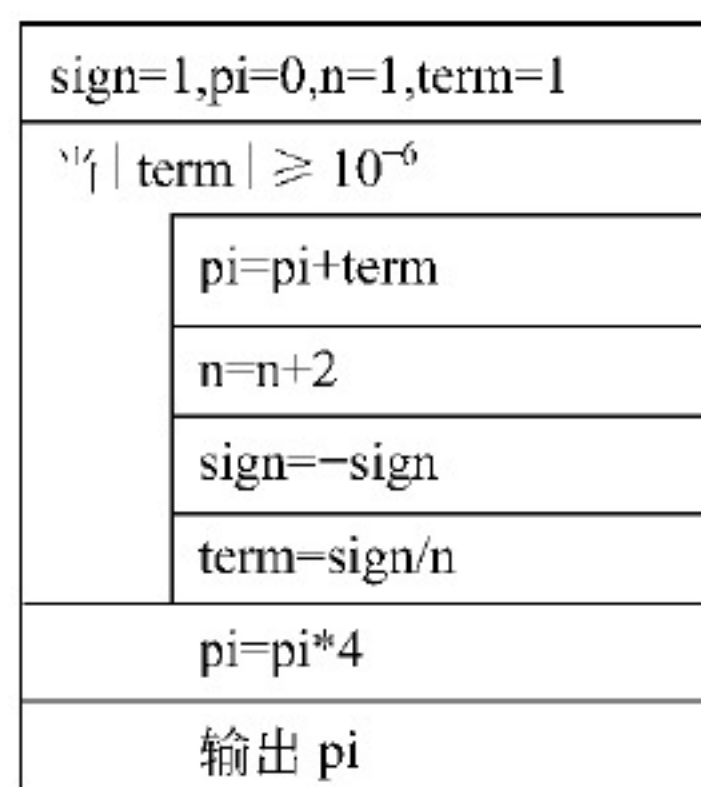 sign=1,pi=0,n=1,term=1
当|term|≥10⁻⁶
pi=pi+term
n=n+2
sign=−sign
term=sign/n
pi=pi*4
输出 pi